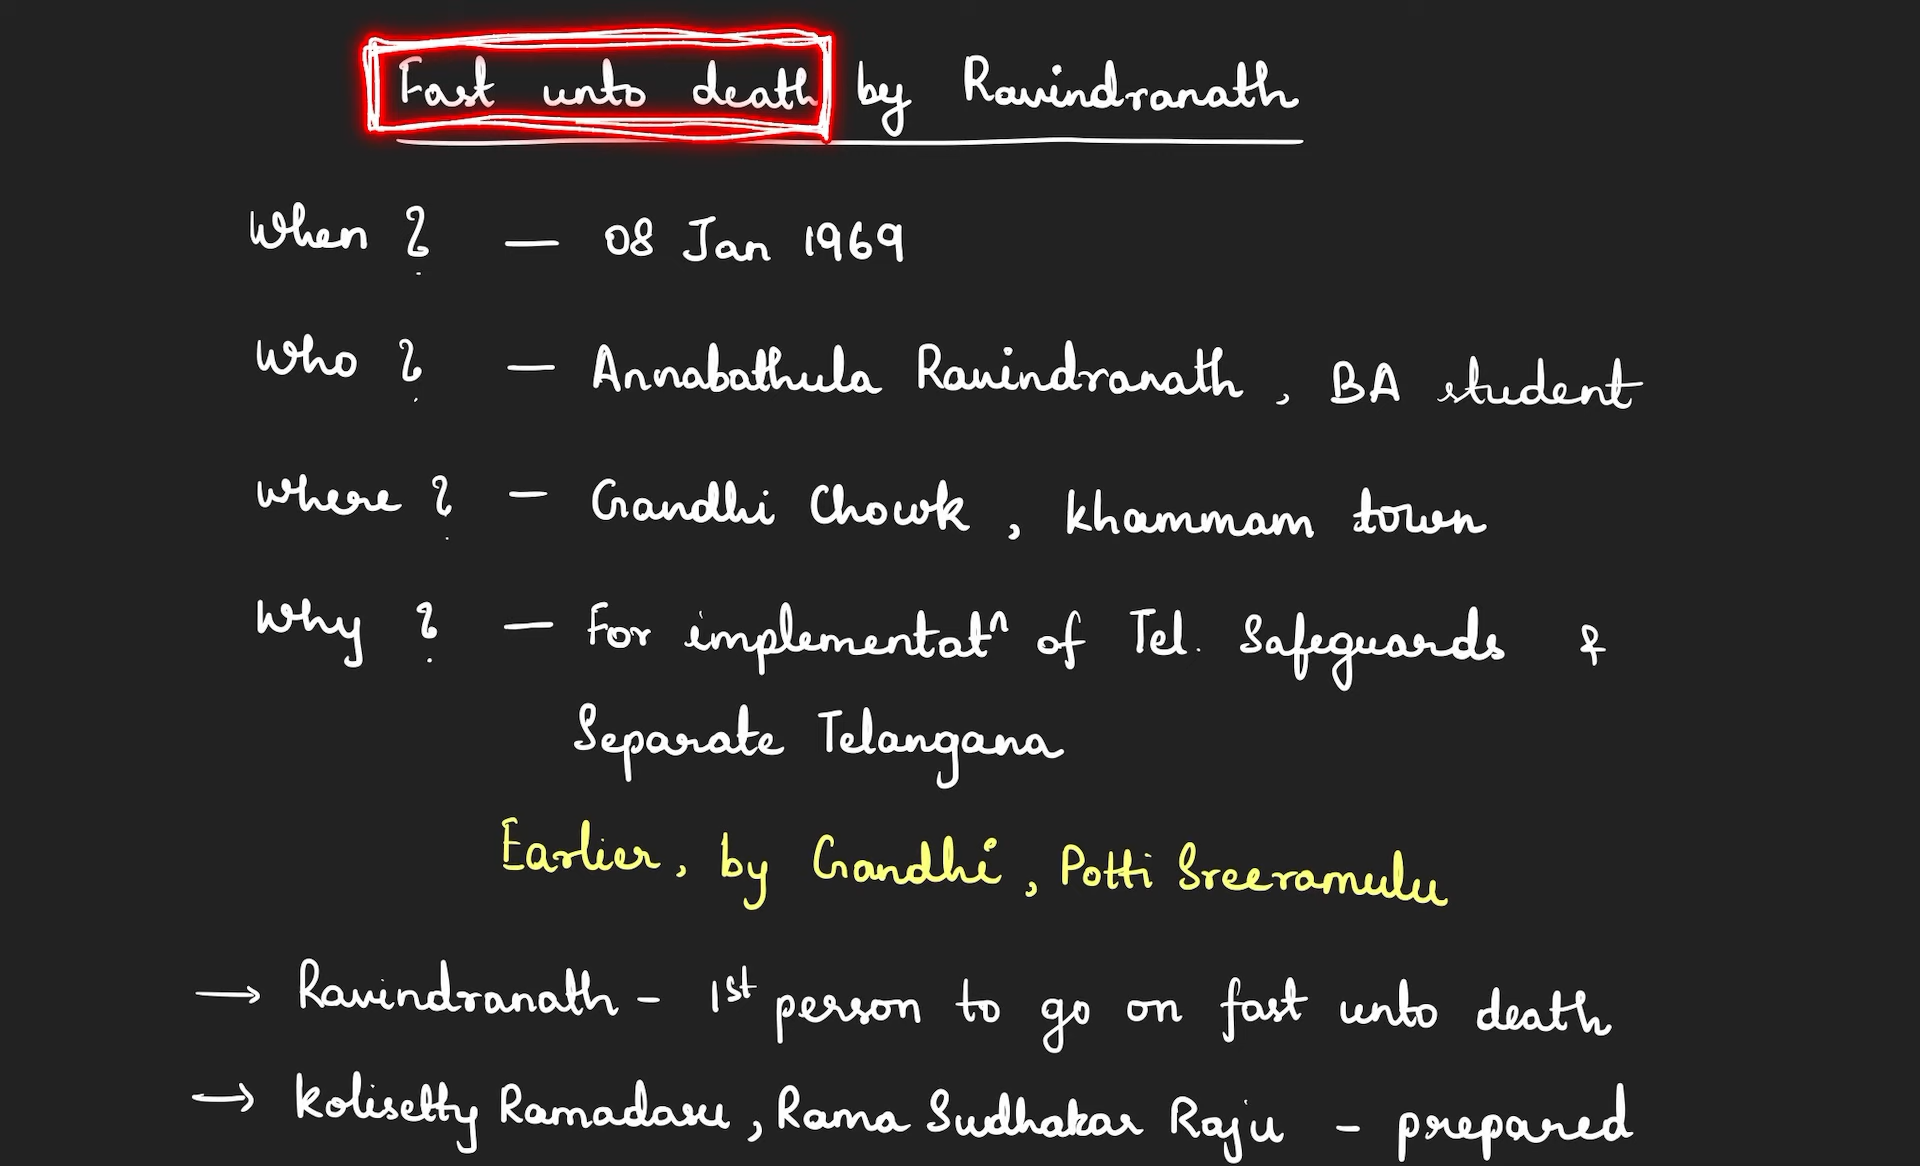 Fast unto death by Ravindranath
When ? — 08 Jan 1969
Who ? — Annabathula Ravindranath, BA student
Where ? — Gandhi Chowk, Khammam town
Why ? — For implementatⁿ of Tel. Safeguards &
Separate Telangana
Earlier, by Gandhi, Potti Sreeramulu
→ Ravindranath - 1st person to go on fast unto death
→ Kolisetty Ramadasu, Rama Sudhakar Raju - prepared